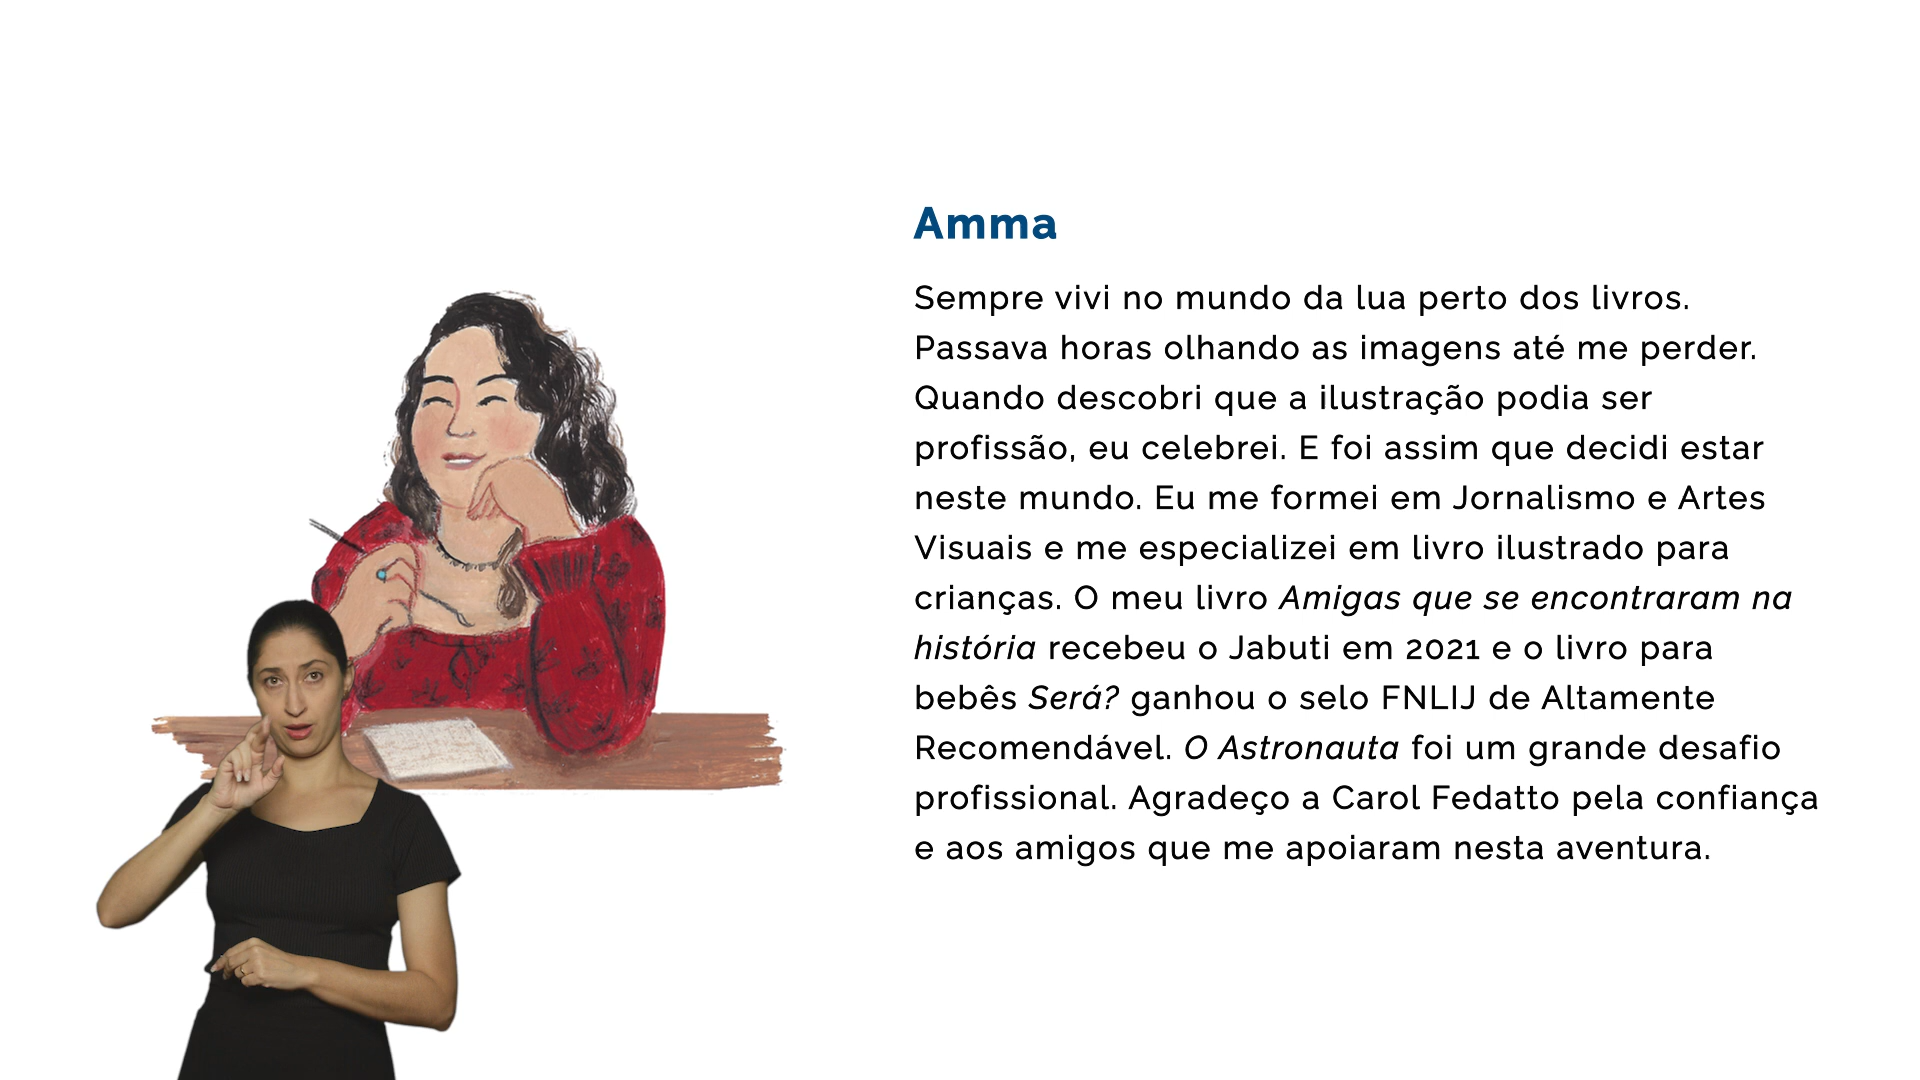 Amma
Sempre vivi no mundo da lua perto dos livros.
Passava horas olhando as imagens até me perder.
Quando descobri que a ilustração podia ser
profissão, eu celebrei. E foi assim que decidi estar
neste mundo. Eu me formei em Jornalismo e Artes
Visuais e me especializei em livro ilustrado para
crianças. O meu livro Amigas que se encontraram na
história recebeu o Jabuti em 2021 e o livro para
bebês Será? ganhou o selo FNLIJ de Altamente
Recomendável. O Astronauta foi um grande desafio
profissional. Agradeço a Carol Fedatto pela confiança
e aos amigos que me apoiaram nesta aventura.